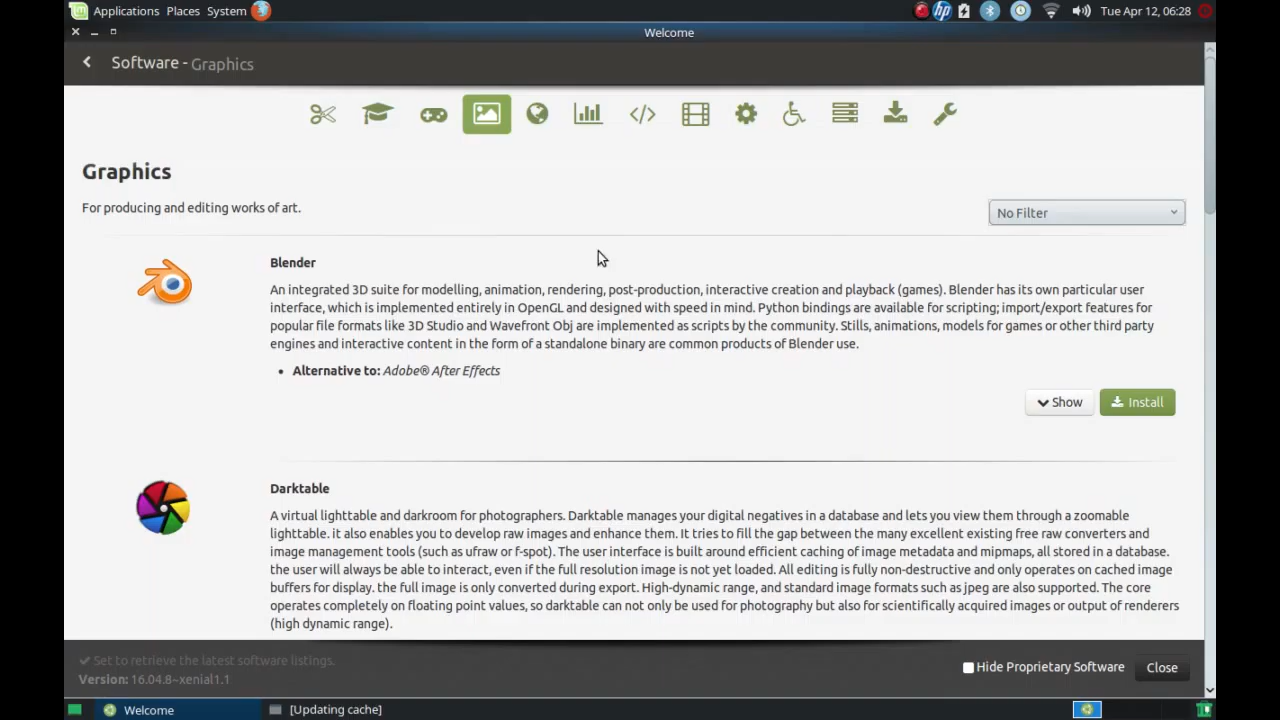 Applications Places System
Tue Apr 12, 06:28
Welcome
Software - Graphics
Graphics
For producing and editing works of art.
No Filter
Blender
An integrated 3D suite for modelling, animation, rendering, post-production, interactive creation and playback (games). Blender has its own particular user
interface, which is implemented entirely in OpenGL and designed with speed in mind. Python bindings are available for scripting; import/export features for
popular file formats like 3D Studio and Wavefront Obj are implemented as scripts by the community. Stills, animations, models for games or other third party
engines and interactive content in the form of a standalone binary are common products of Blender use.
• Alternative to: Adobe® After Effects
Show
Install
Darktable
A virtual lighttable and darkroom for photographers. Darktable manages your digital negatives in a database and lets you view them through a zoomable
lighttable. it also enables you to develop raw images and enhance them. It tries to fill the gap between the many excellent existing free raw converters and
image management tools (such as ufraw or f-spot). The user interface is built around efficient caching of image metadata and mipmaps, all stored in a database.
the user will always be able to interact, even if the full resolution image is not yet loaded. All editing is fully non-destructive and only operates on cached image
buffers for display. the full image is only converted during export. High-dynamic range, and standard image formats such as jpeg are also supported. The core
operates completely on floating point values, so darktable can not only be used for photography but also for scientifically acquired images or output of renderers
(high dynamic range).
Set to retrieve the latest software listings.
Version: 16.04.8~xenial1.1
Hide Proprietary Software
Close
Welcome
[Updating cache]